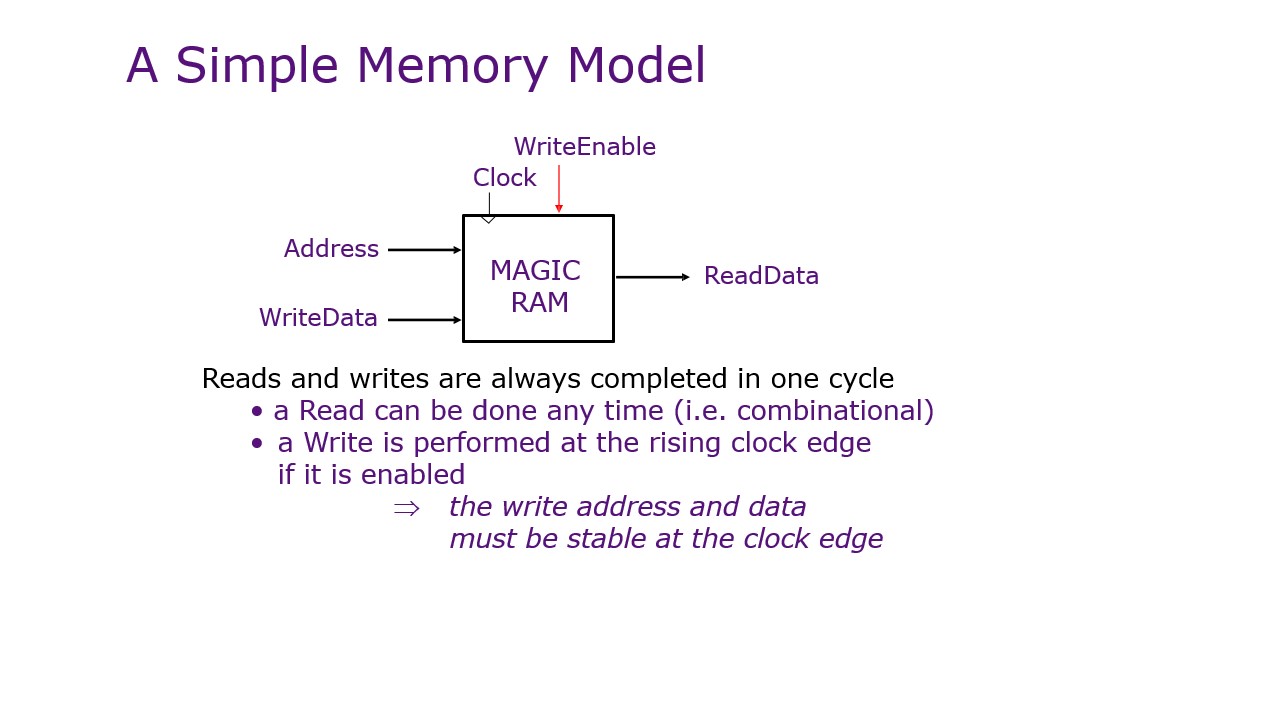 A Simple Memory Model
WriteEnable
Clock
Address
MAGIC
RAM
ReadData
WriteData
Reads and writes are always completed in one cycle
• a Read can be done any time (i.e. combinational)
• a Write is performed at the rising clock edge
if it is enabled
⇒ the write address and data
must be stable at the clock edge